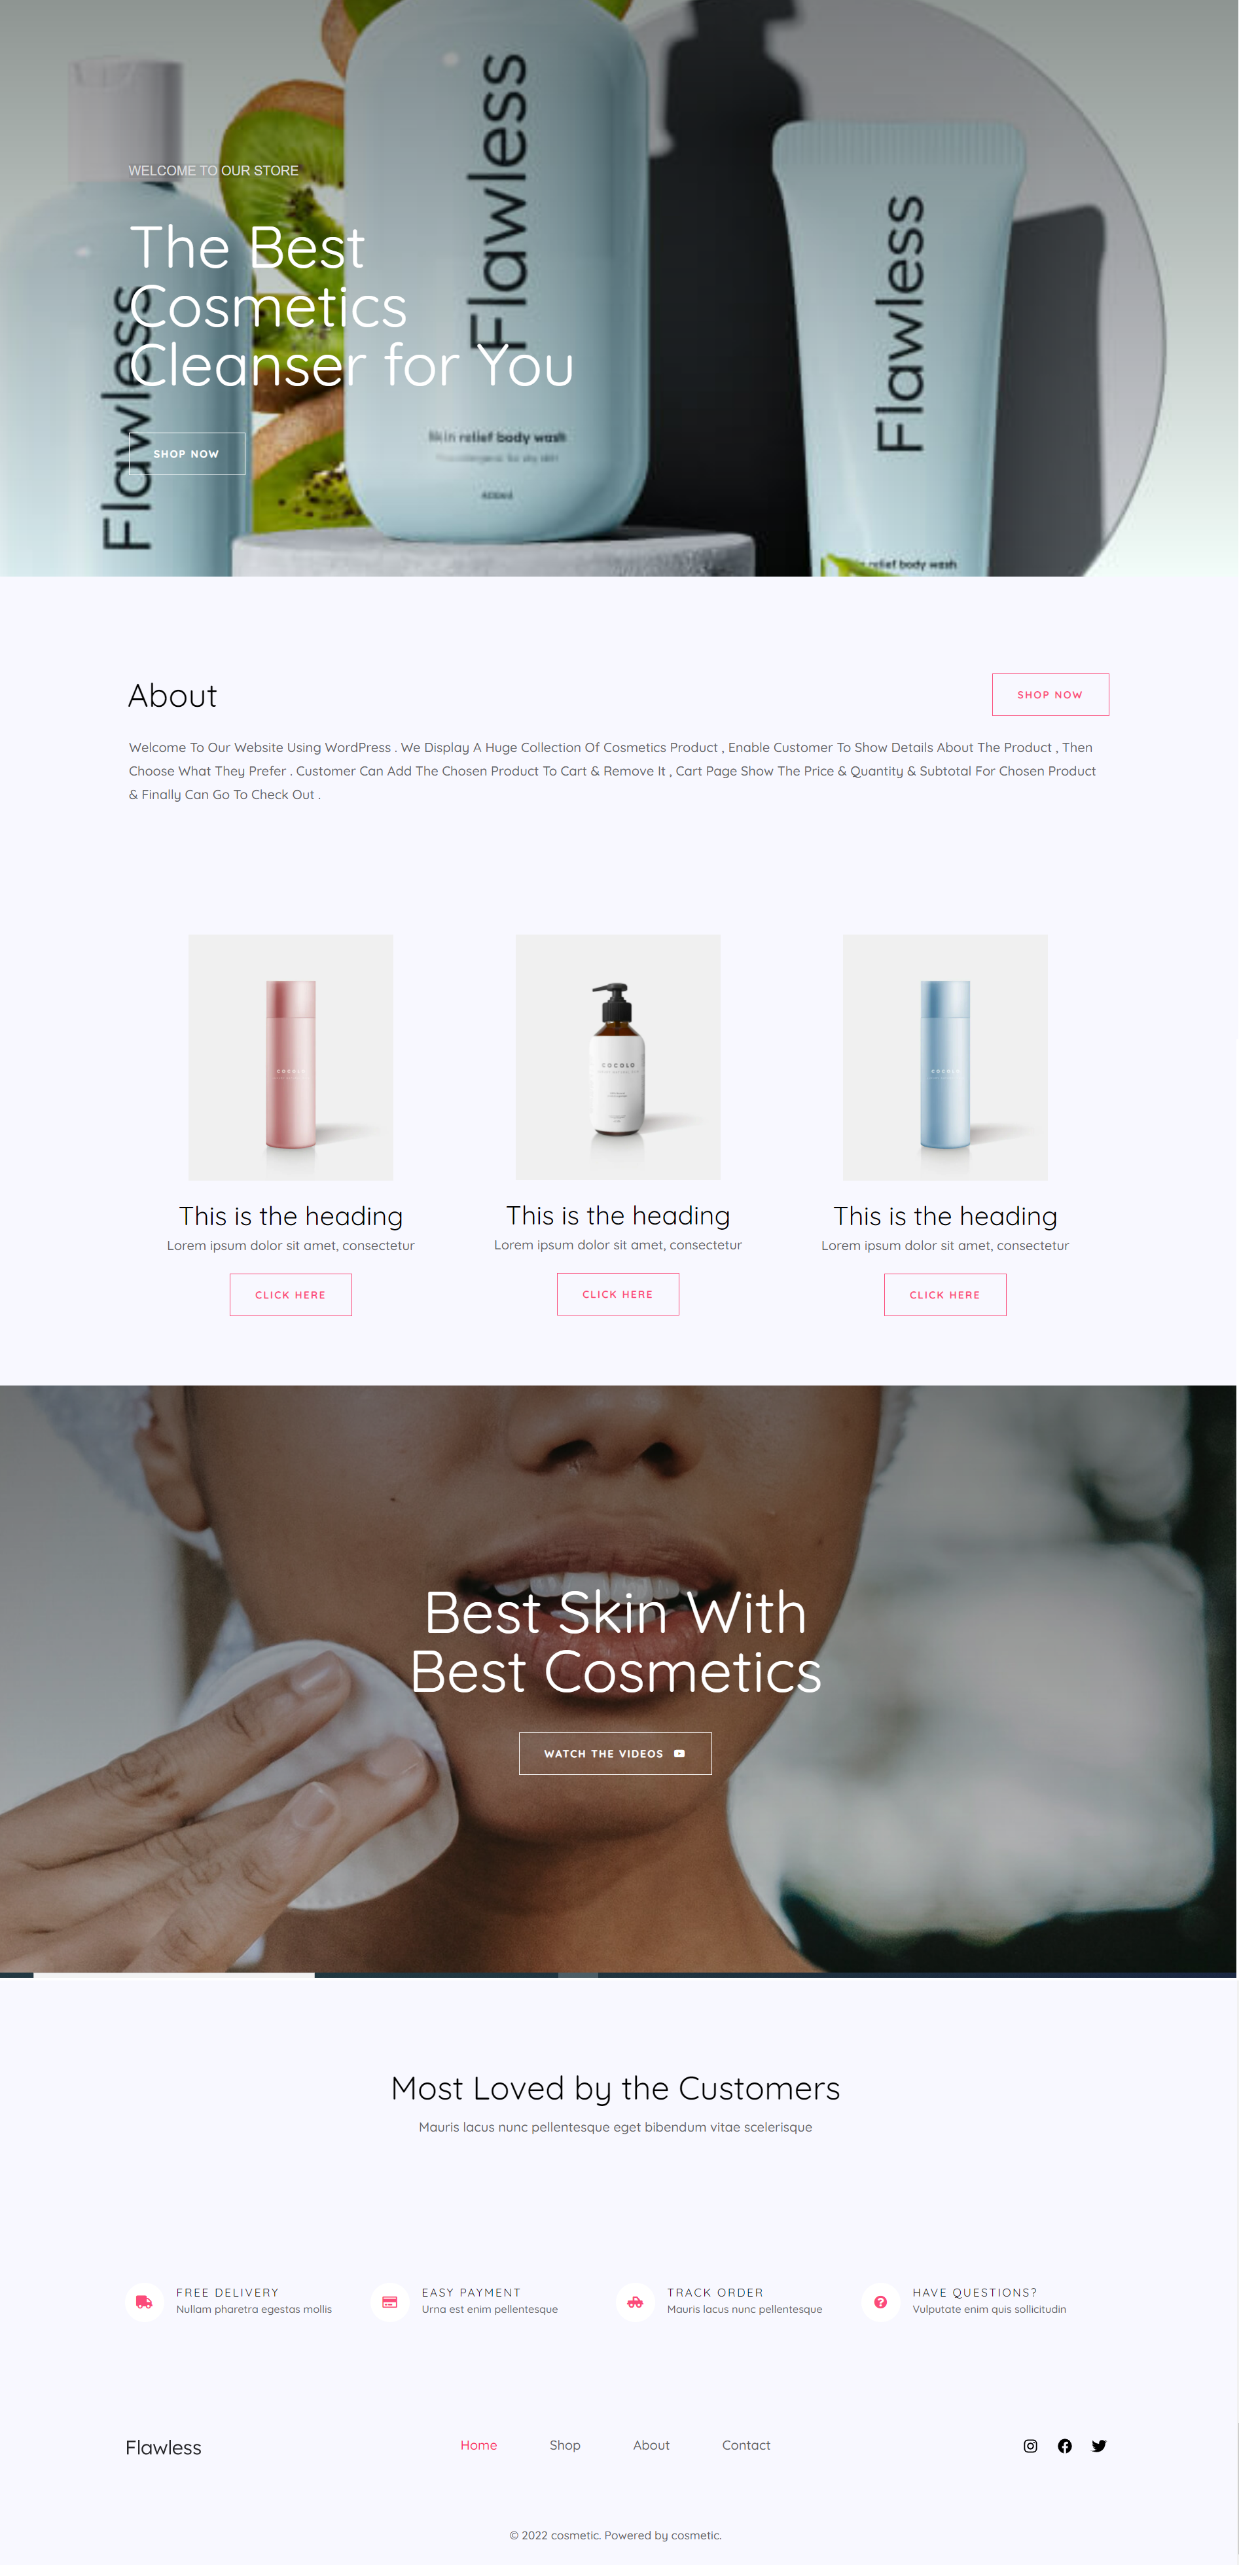 Flawless
Flawless
Flawless
WELCOME TO OUR STORE
The Best
Cosmetics
Cleanser for You
SHOP NOW
Skin relief body wash
400ml
relief body wash
About
SHOP NOW
Welcome To Our Website Using WordPress . We Display A Huge Collection Of Cosmetics Product , Enable Customer To Show Details About The Product , Then
Choose What They Prefer . Customer Can Add The Chosen Product To Cart & Remove It , Cart Page Show The Price & Quantity & Subtotal For Chosen Product
& Finally Can Go To Check Out .
COCOLO
COCOLO
COCOLO
This is the heading
This is the heading
This is the heading
Lorem ipsum dolor sit amet, consectetur
Lorem ipsum dolor sit amet, consectetur
Lorem ipsum dolor sit amet, consectetur
CLICK HERE
CLICK HERE
CLICK HERE
Best Skin With
Best Cosmetics
WATCH THE VIDEOS
Most Loved by the Customers
Mauris lacus nunc pellentesque eget bibendum vitae scelerisque
FREE DELIVERY
Nullam pharetra egestas mollis
EASY PAYMENT
Urna est enim pellentesque
TRACK ORDER
Mauris lacus nunc pellentesque
HAVE QUESTIONS?
Vulputate enim quis sollicitudin
Flawless
Home
Shop
About
Contact
© 2022 cosmetic. Powered by cosmetic.